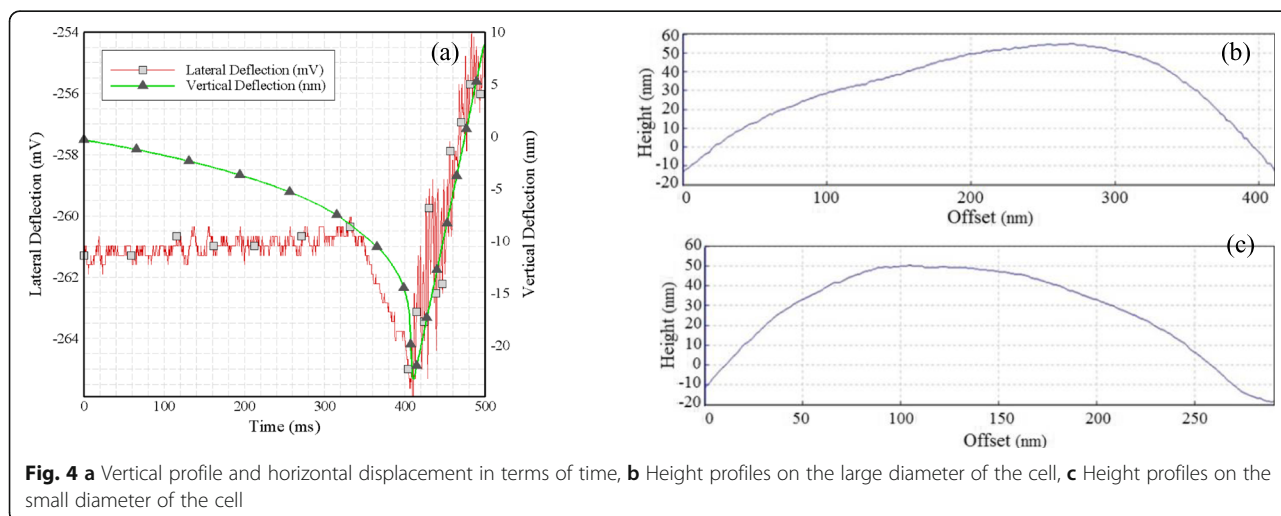 (a)
Lateral Deflection (mV)
Vertical Deflection (nm)
-254
-256
-258
-260
-262
-264
Lateral Deflection (mV)
10
5
0
-5
-10
-15
-20
Vertical Deflection (nm)
0 100 200 300 400 500
Time (ms)
(b)
60
50
40
30
20
10
0
-10
-20
Height (nm)
0 100 200 300 400
Offset (nm)
(c)
60
50
40
30
20
10
0
-10
-20
Height (nm)
0 50 100 150 200 250
Offset (nm)
Fig. 4 a Vertical profile and horizontal displacement in terms of time, b Height profiles on the large diameter of the cell, c Height profiles on the
small diameter of the cell